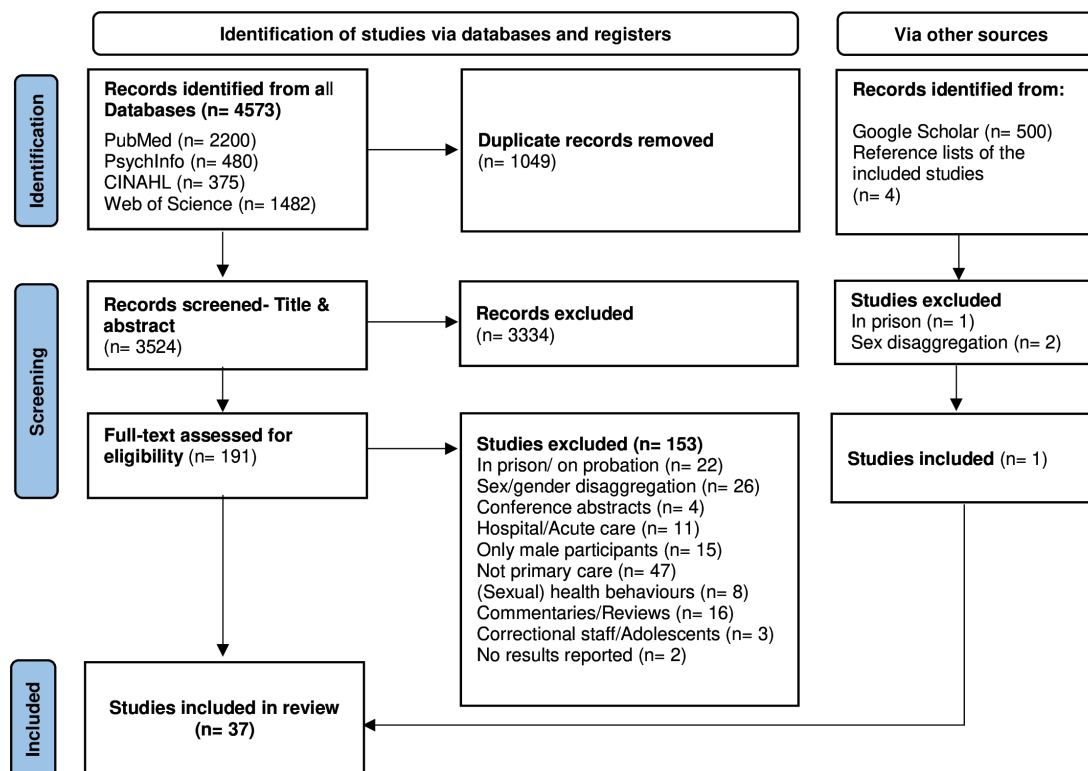 Identification of studies via databases and registers
Via other sources
Identification
Records identified from all
Databases (n= 4573)
PubMed (n= 2200)
PsychInfo (n= 480)
CINAHL (n= 375)
Web of Science (n= 1482)
Duplicate records removed
(n= 1049)
Records identified from:
Google Scholar (n= 500)
Reference lists of the
included studies
(n= 4)
Screening
Records screened- Title &
abstract
(n= 3524)
Records excluded
(n= 3334)
Studies excluded
In prison (n= 1)
Sex disaggregation (n= 2)
Full-text assessed for
eligibility (n= 191)
Studies excluded (n= 153)
In prison/ on probation (n= 22)
Sex/gender disaggregation (n= 26)
Conference abstracts (n= 4)
Hospital/Acute care (n= 11)
Only male participants (n= 15)
Not primary care (n= 47)
(Sexual) health behaviours (n= 8)
Commentaries/Reviews (n= 16)
Correctional staff/Adolescents (n= 3)
No results reported (n= 2)
Studies included (n= 1)
Included
Studies included in review
(n= 37)